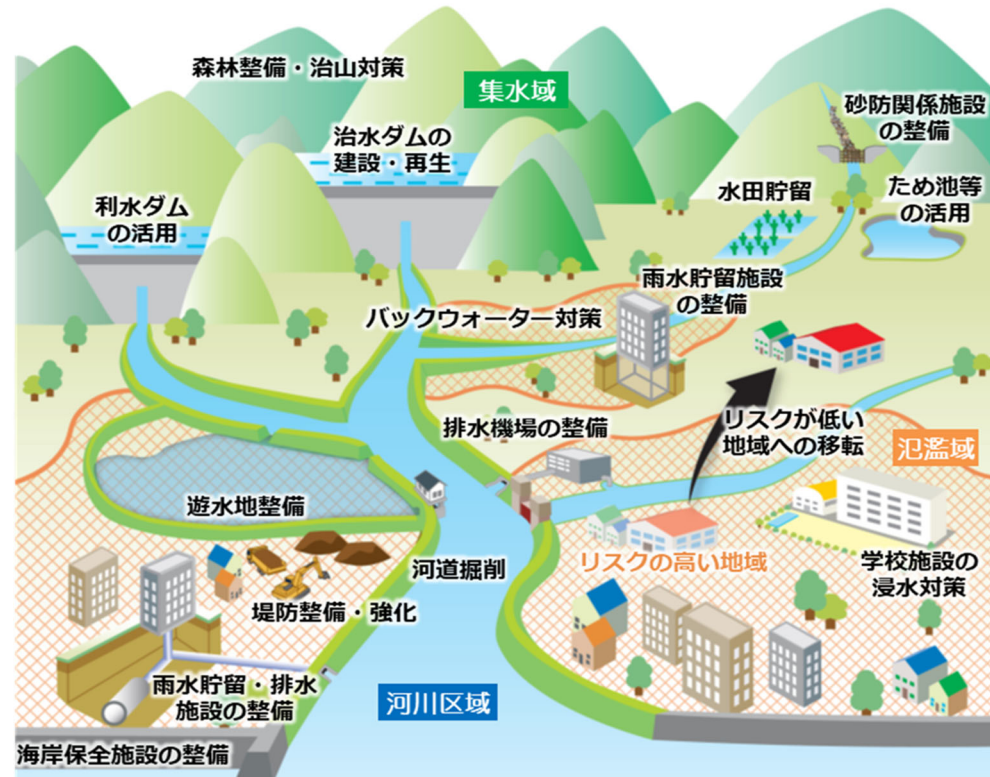 森林整備・治山対策
集水域
砂防関係施設
の整備
治水ダムの
建設・再生
水田貯留
ため池等
の活用
利水ダム
の活用
雨水貯留施設
の整備
バックウォーター対策
リスクが低い
地域への移転
排水機場の整備
氾濫域
遊水地整備
リスクの高い地域
学校施設の
浸水対策
河道掘削
堤防整備・強化
雨水貯留・排水
施設の整備
河川区域
海岸保全施設の整備